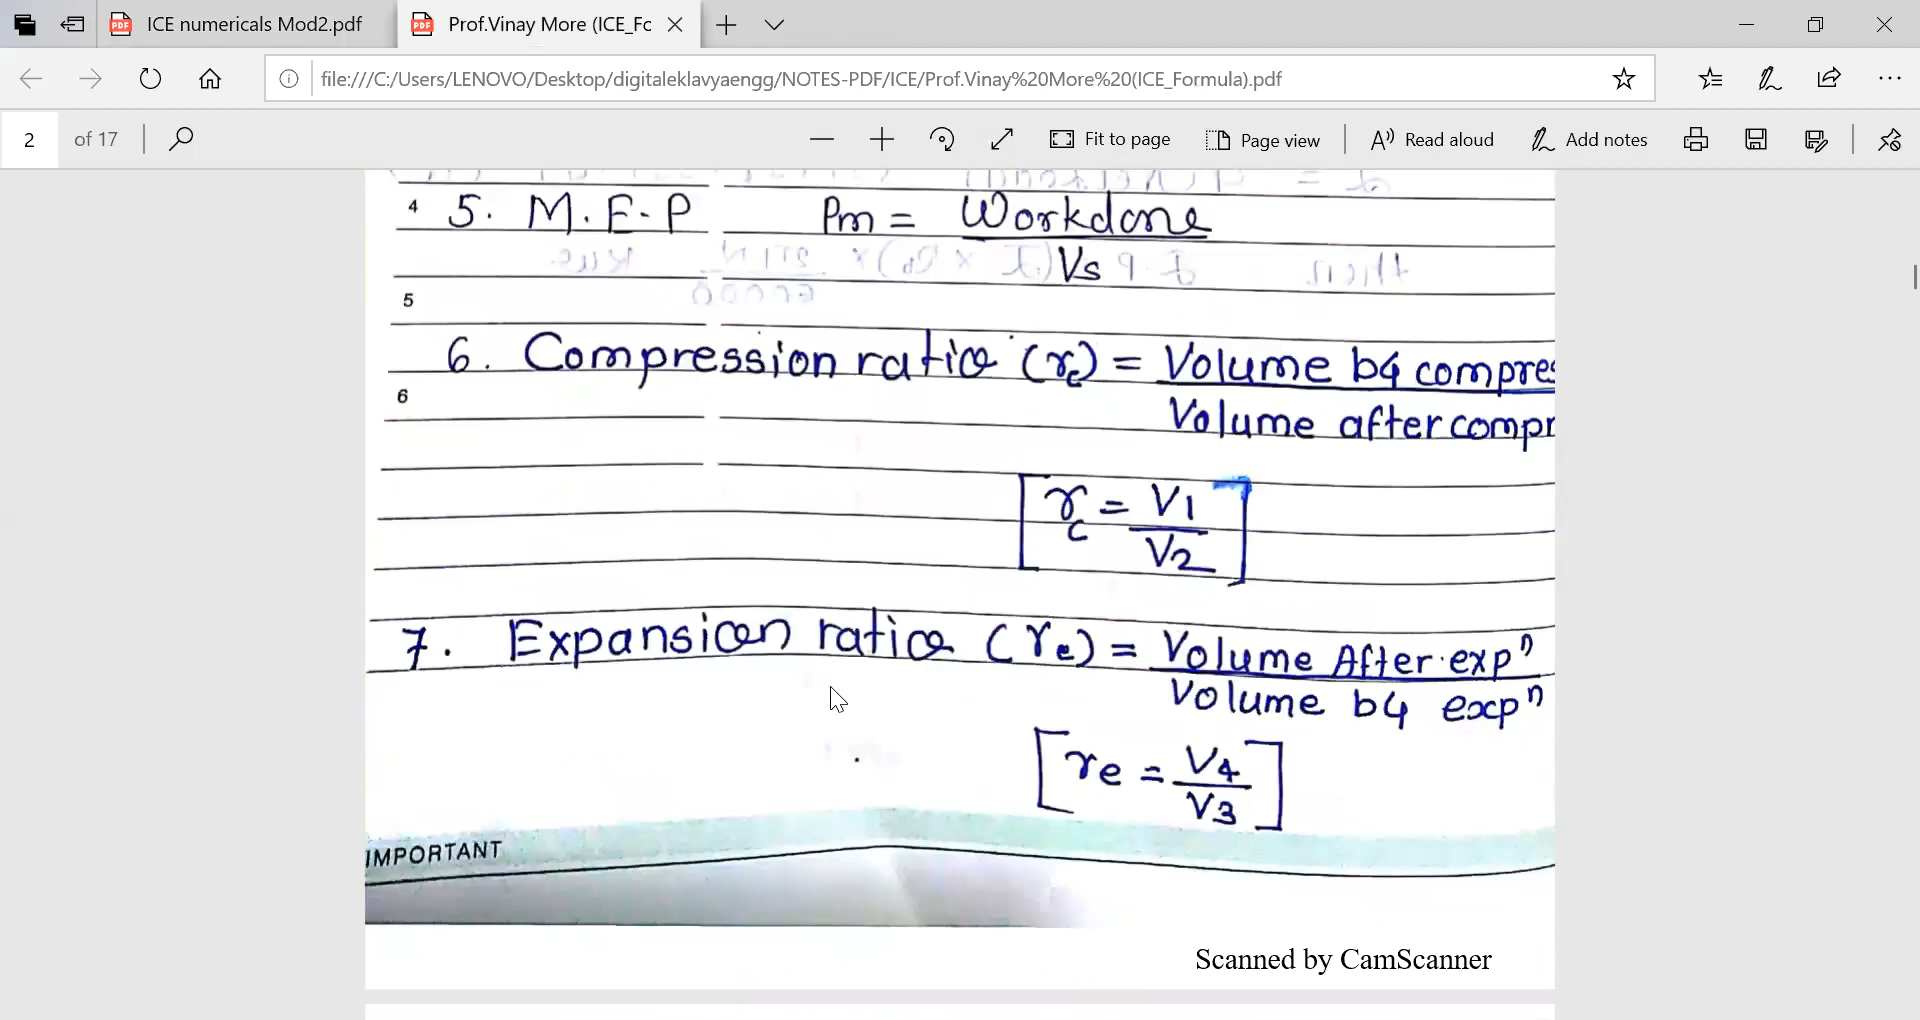 ICE numericals Mod2.pdf
Prof.Vinay More (ICE_Fc
file:///C:/Users/LENOVO/Desktop/digitaleklavyaengg/NOTES-PDF/ICE/Prof.Vinay%20More%20(ICE_Formula).pdf
2 of 17
Fit to page
Page view
Read aloud
Add notes
4 5. M.E.P Pm = Workdone
Vs
5
6. Compression ratio (rc) = Volume b4 compres
6
Volume after compr
[rc = V1
V2]
7. Expansion ratio (re) = Volume After expⁿ
Volume b4 expⁿ
[re = V4
V3]
IMPORTANT
Scanned by CamScanner